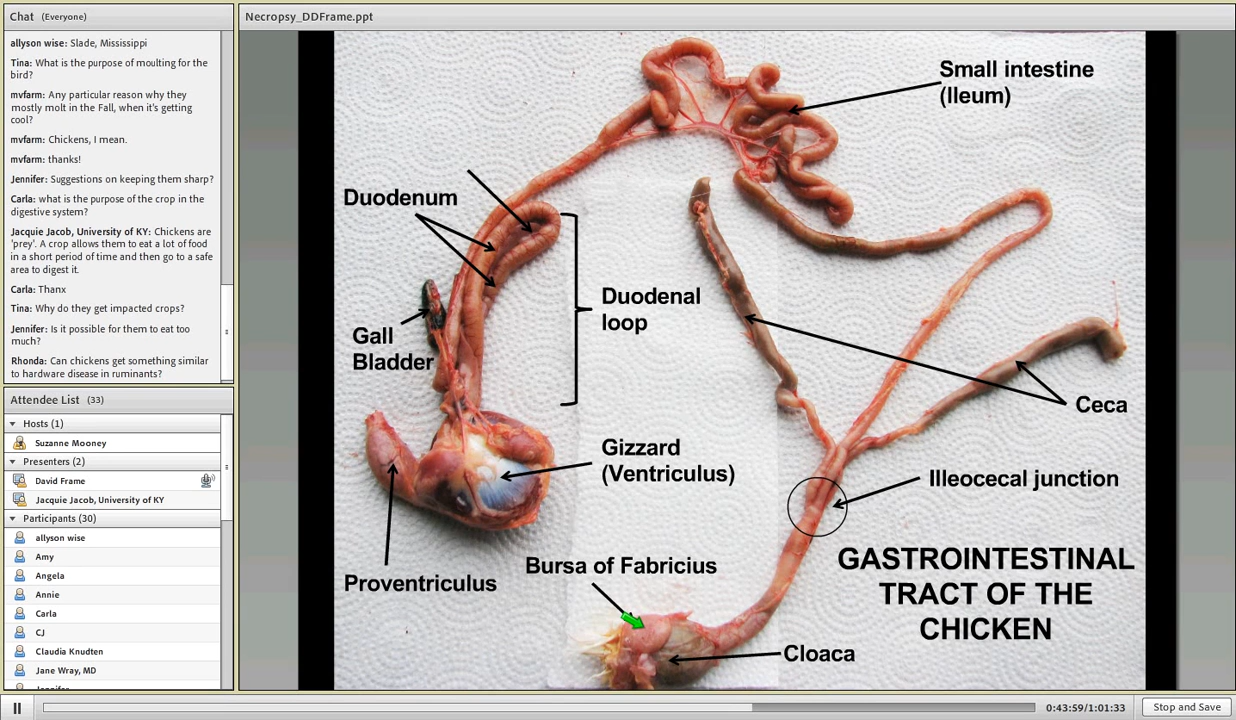 Chat (Everyone)
allyson wise: Slade, Mississippi
Tina: What is the purpose of moulting for the
bird?
mvfarm: Any particular reason why they
mostly molt in the Fall, when it's getting
cool?
mvfarm: Chickens, I mean.
mvfarm: thanks!
Jennifer: Suggestions on keeping them sharp?
Carla: what is the purpose of the crop in the
digestive system?
Jacquie Jacob, University of KY: Chickens are
'prey'. A crop allows them to eat a lot of food
in a short period of time and then go to a safe
area to digest it.
Carla: Thanx
Tina: Why do they get impacted crops?
Jennifer: Is it possible for them to eat too
much?
Rhonda: Can chickens get something similar
to hardware disease in ruminants?
Attendee List (33)
Hosts (1)
Suzanne Mooney
Presenters (2)
David Frame
Jacquie Jacob, University of KY
Participants (30)
allyson wise
Amy
Angela
Annie
Carla
CJ
Claudia Knudten
Jane Wray, MD
Jennifer
Necropsy_DDFrame.ppt
Small intestine
(Ileum)
Duodenum
Duodenal
loop
Gall
Bladder
Ceca
Gizzard
(Ventriculus)
Illeocecal junction
Proventriculus
Bursa of Fabricius
GASTROINTESTINAL
TRACT OF THE
CHICKEN
Cloaca
0:43:59/1:01:33
Stop and Save